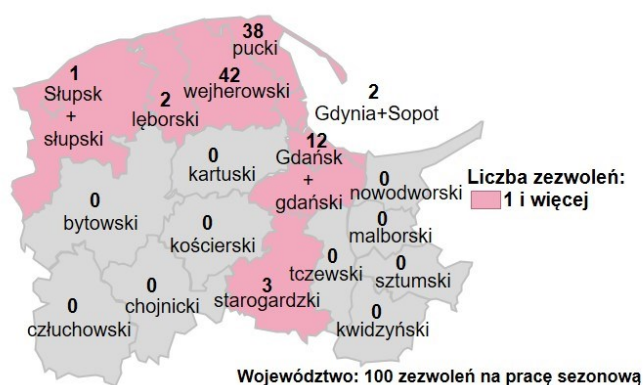 38
pucki
1
Słupsk
+
słupski
2
lęborski
42
wejherowski
2
Gdynia+Sopot
12
Gdańsk
+
gdański
0
kartuski
0
nowodworski
Liczba zezwoleń:
1 i więcej
0
bytowski
0
kościerski
0
malborski
0
tczewski
0
sztumski
0
człuchowski
0
chojnicki
3
starogardzki
0
kwidzyński
Województwo: 100 zezwoleń na pracę sezonową